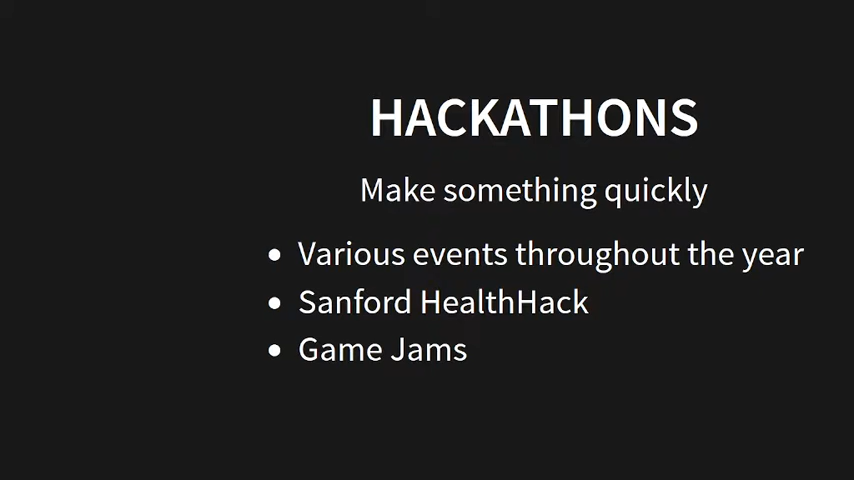 HACKATHONS
Make something quickly
• Various events throughout the year
• Sanford HealthHack
• Game Jams